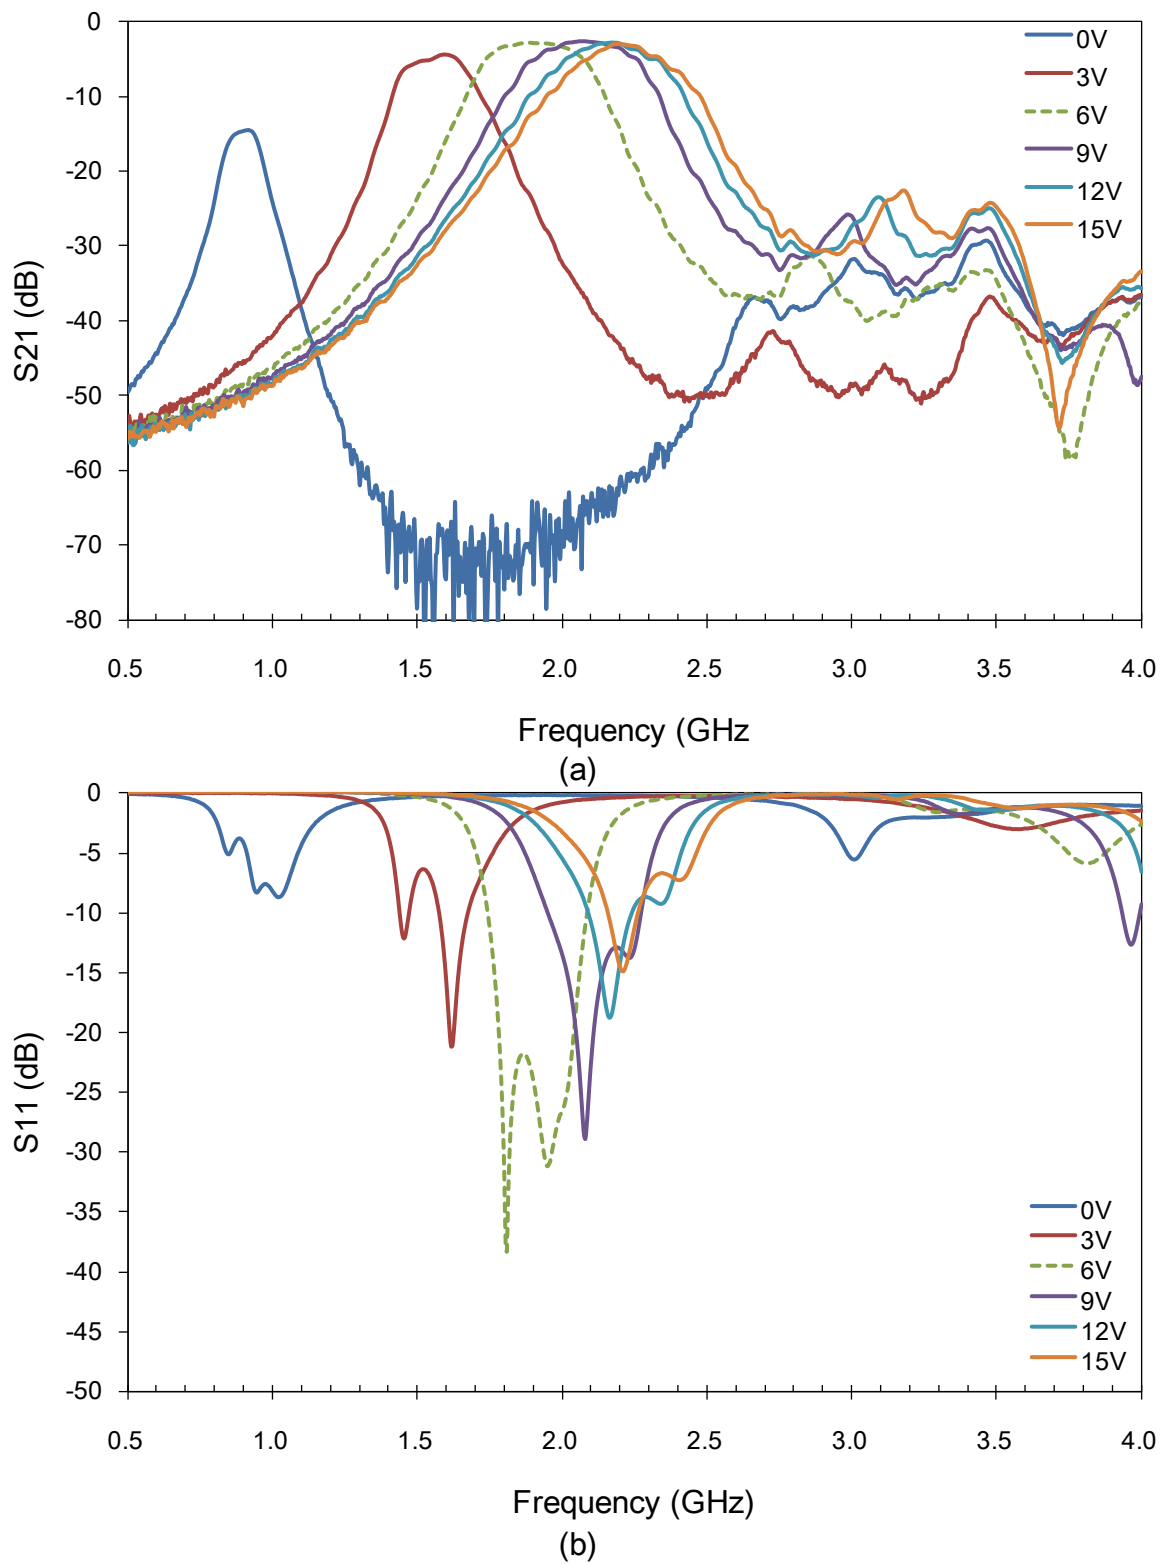 0
-10
-20
-30
-40
-50
-60
-70
-80
S21 (dB)
0V
3V
6V
9V
12V
15V
0.5 1.0 1.5 2.0 2.5 3.0 3.5 4.0
Frequency (GHz
(a)
0
-5
-10
-15
-20
-25
-30
-35
-40
-45
-50
S11 (dB)
0V
3V
6V
9V
12V
15V
0.5 1.0 1.5 2.0 2.5 3.0 3.5 4.0
Frequency (GHz)
(b)